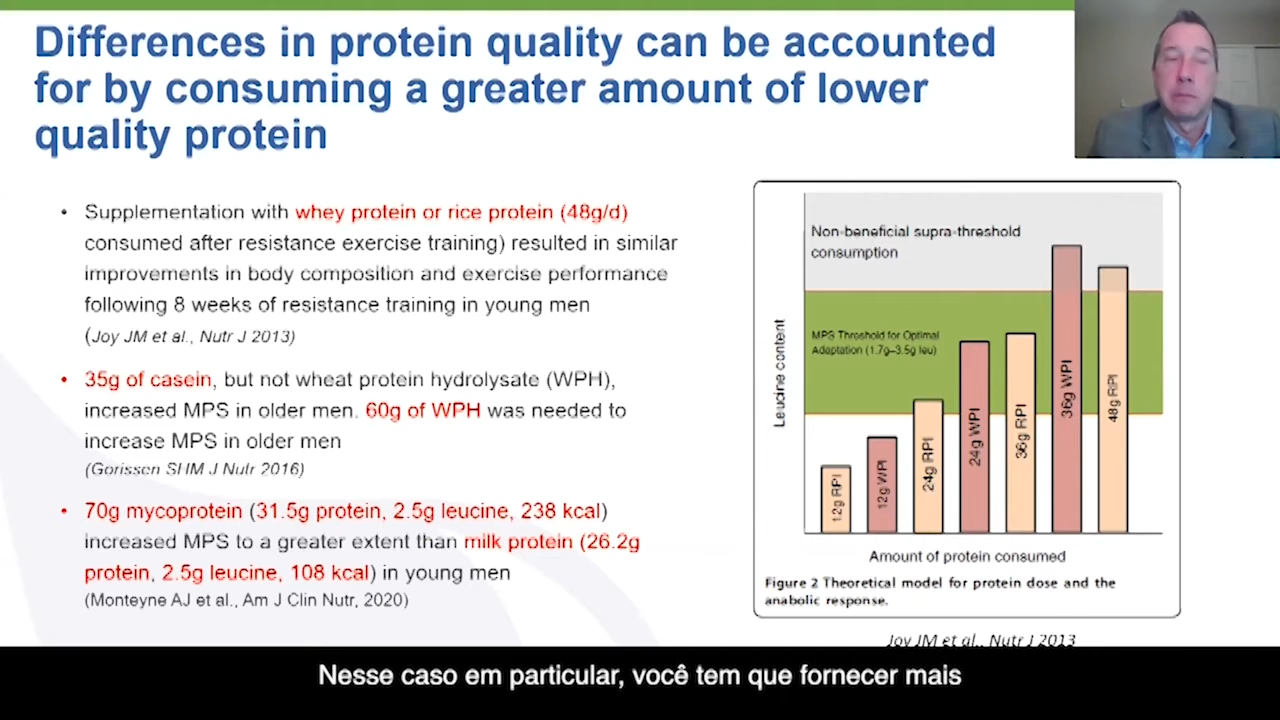 Differences in protein quality can be accounted
for by consuming a greater amount of lower
quality protein
• Supplementation with whey protein or rice protein (48g/d)
consumed after resistance exercise training) resulted in similar
improvements in body composition and exercise performance
following 8 weeks of resistance training in young men
(Joy JM et al., Nutr J 2013)
• 35g of casein, but not wheat protein hydrolysate (WPH),
increased MPS in older men. 60g of WPH was needed to
increase MPS in older men
(Gorissen SHM J Nutr 2016)
• 70g mycoprotein (31.5g protein, 2.5g leucine, 238 kcal)
increased MPS to a greater extent than milk protein (26.2g
protein, 2.5g leucine, 108 kcal) in young men
(Monteyne AJ et al., Am J Clin Nutr, 2020)
Non-beneficial supra-threshold
consumption
MPS Threshold for Optimal
Adaptation (1.7g–3.5g leu)
Leucine content
12g RPI
12g WPI
24g RPI
24g WPI
36g RPI
36g WPI
48g RPI
Amount of protein consumed
Figure 2 Theoretical model for protein dose and the
anabolic response.
Joy JM et al., Nutr J 2013
Nesse caso em particular, você tem que fornecer mais